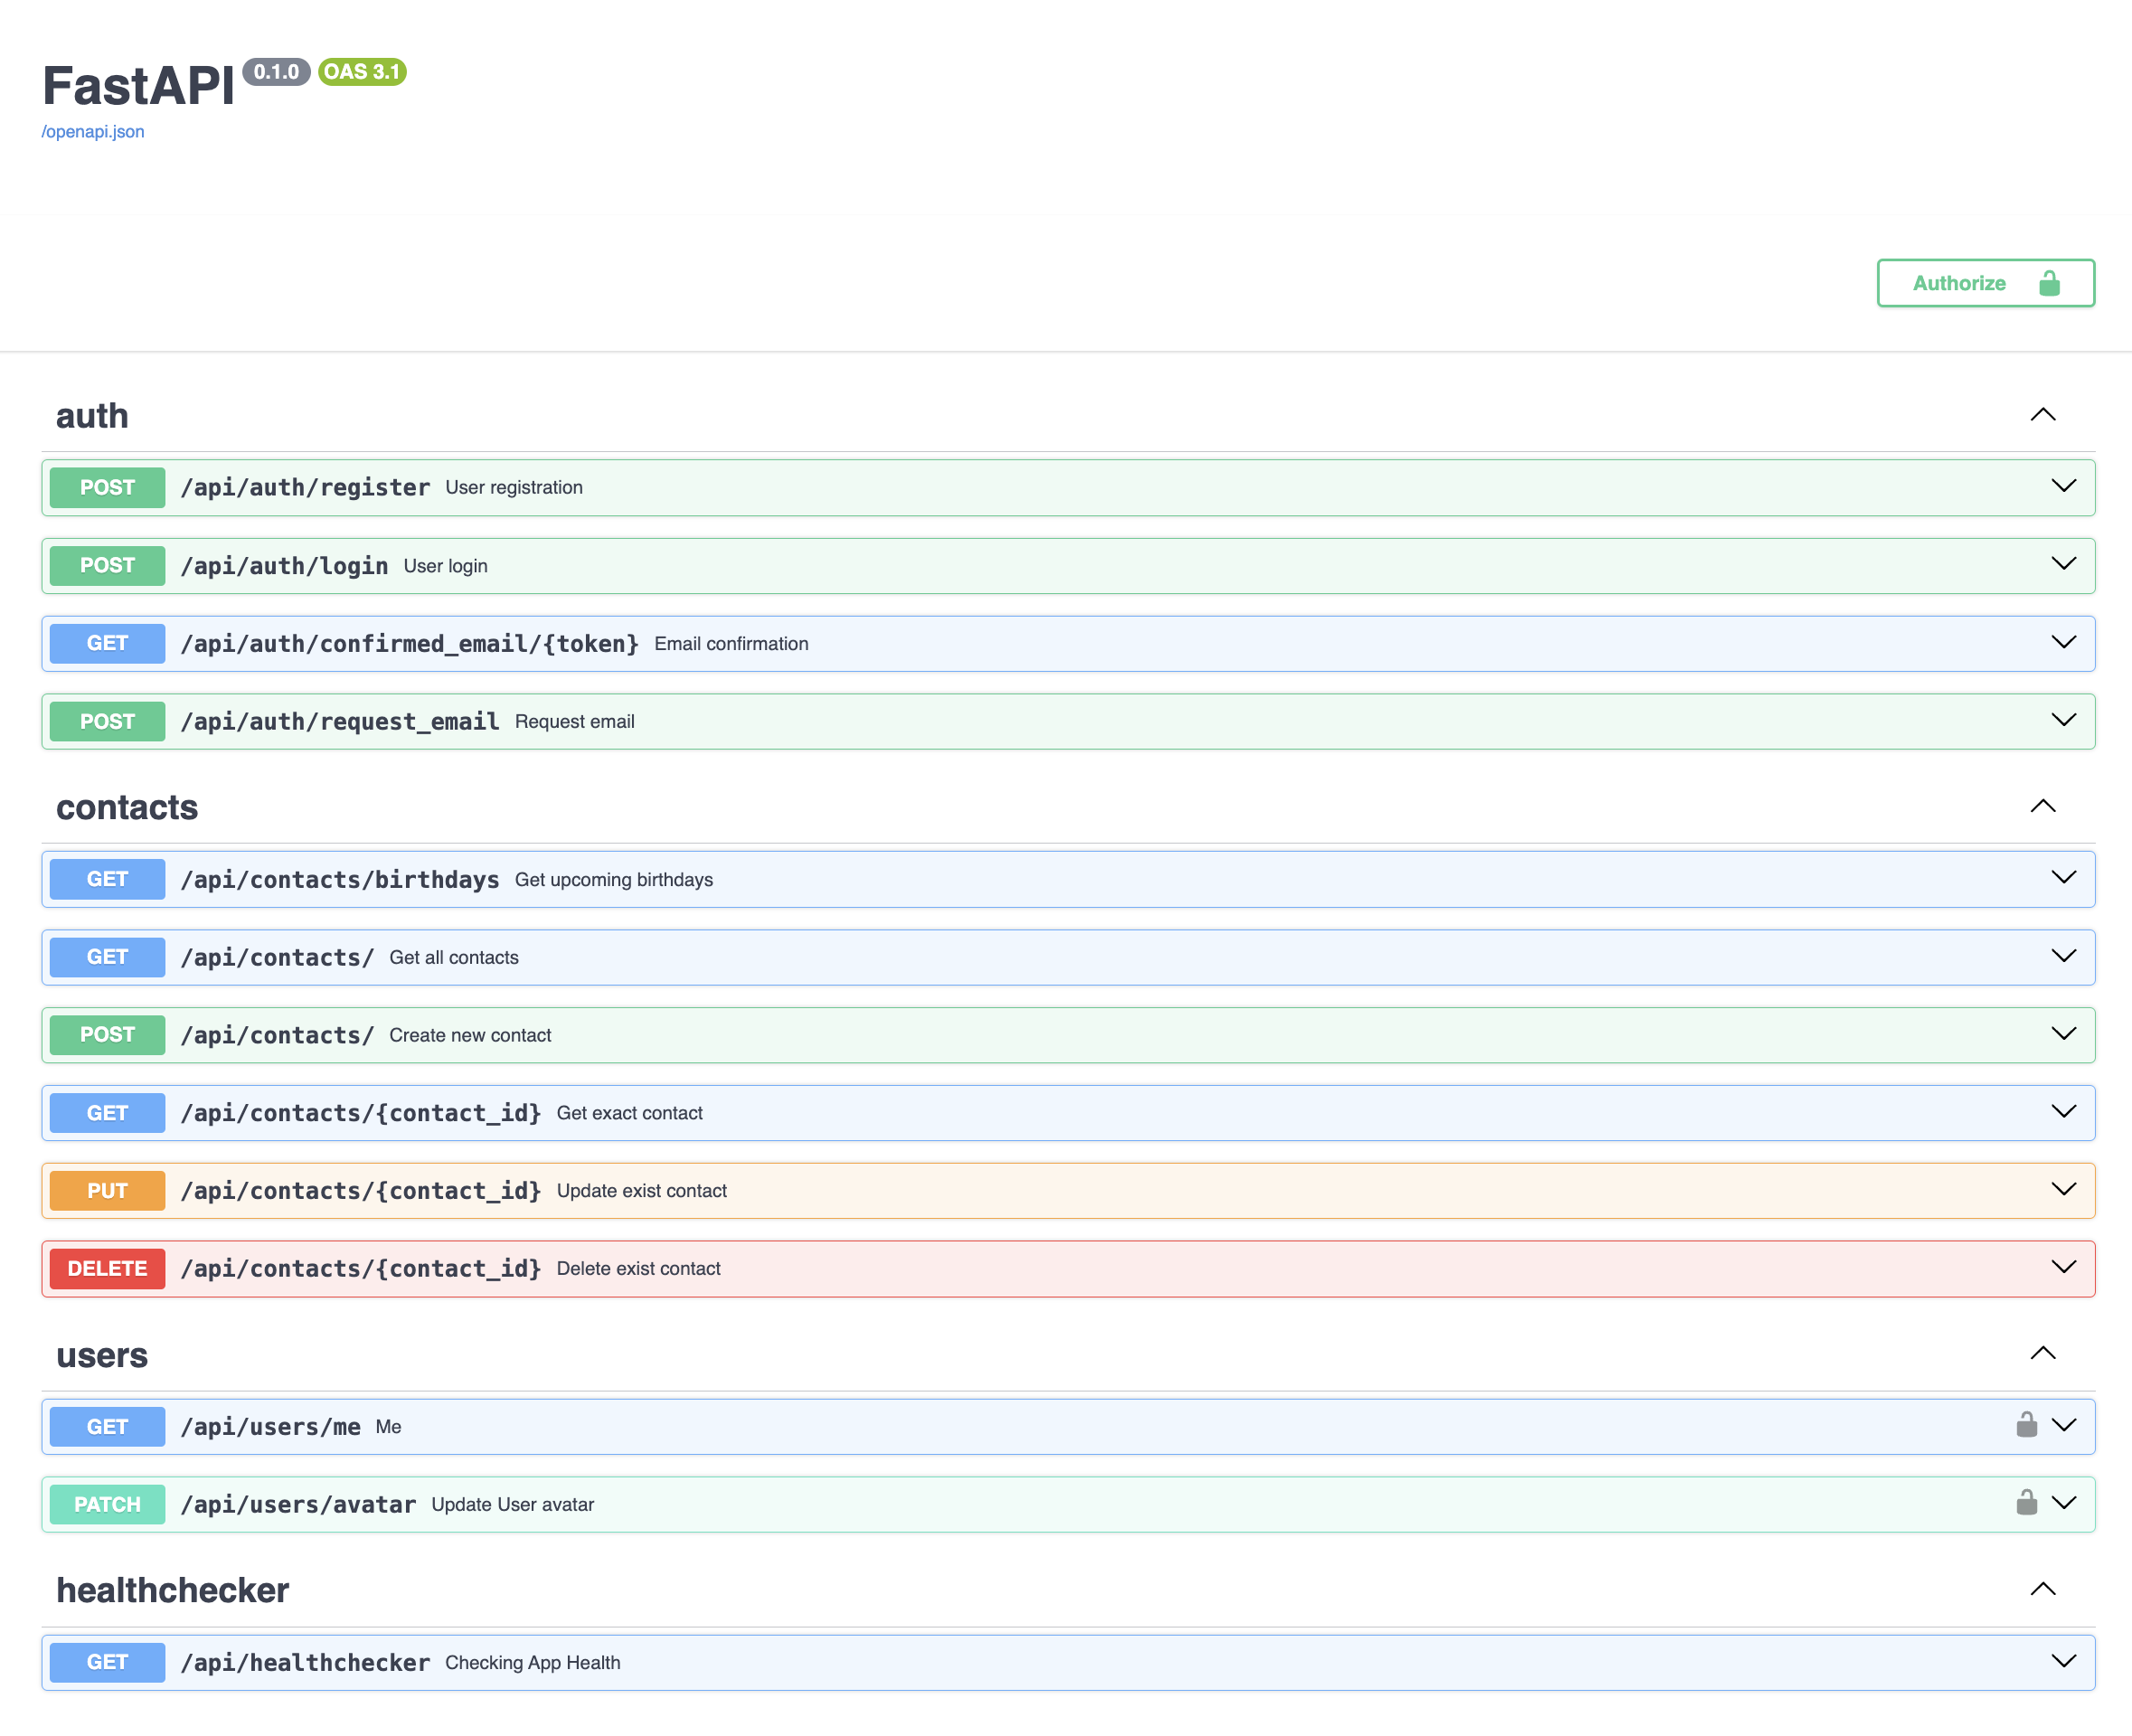 FastAPI 0.1.0 OAS 3.1
/openapi.json
Authorize
auth
POST /api/auth/register User registration
POST /api/auth/login User login
GET /api/auth/confirmed_email/{token} Email confirmation
POST /api/auth/request_email Request email
contacts
GET /api/contacts/birthdays Get upcoming birthdays
GET /api/contacts/ Get all contacts
POST /api/contacts/ Create new contact
GET /api/contacts/{contact_id} Get exact contact
PUT /api/contacts/{contact_id} Update exist contact
DELETE /api/contacts/{contact_id} Delete exist contact
users
GET /api/users/me Me
PATCH /api/users/avatar Update User avatar
healthchecker
GET /api/healthchecker Checking App Health